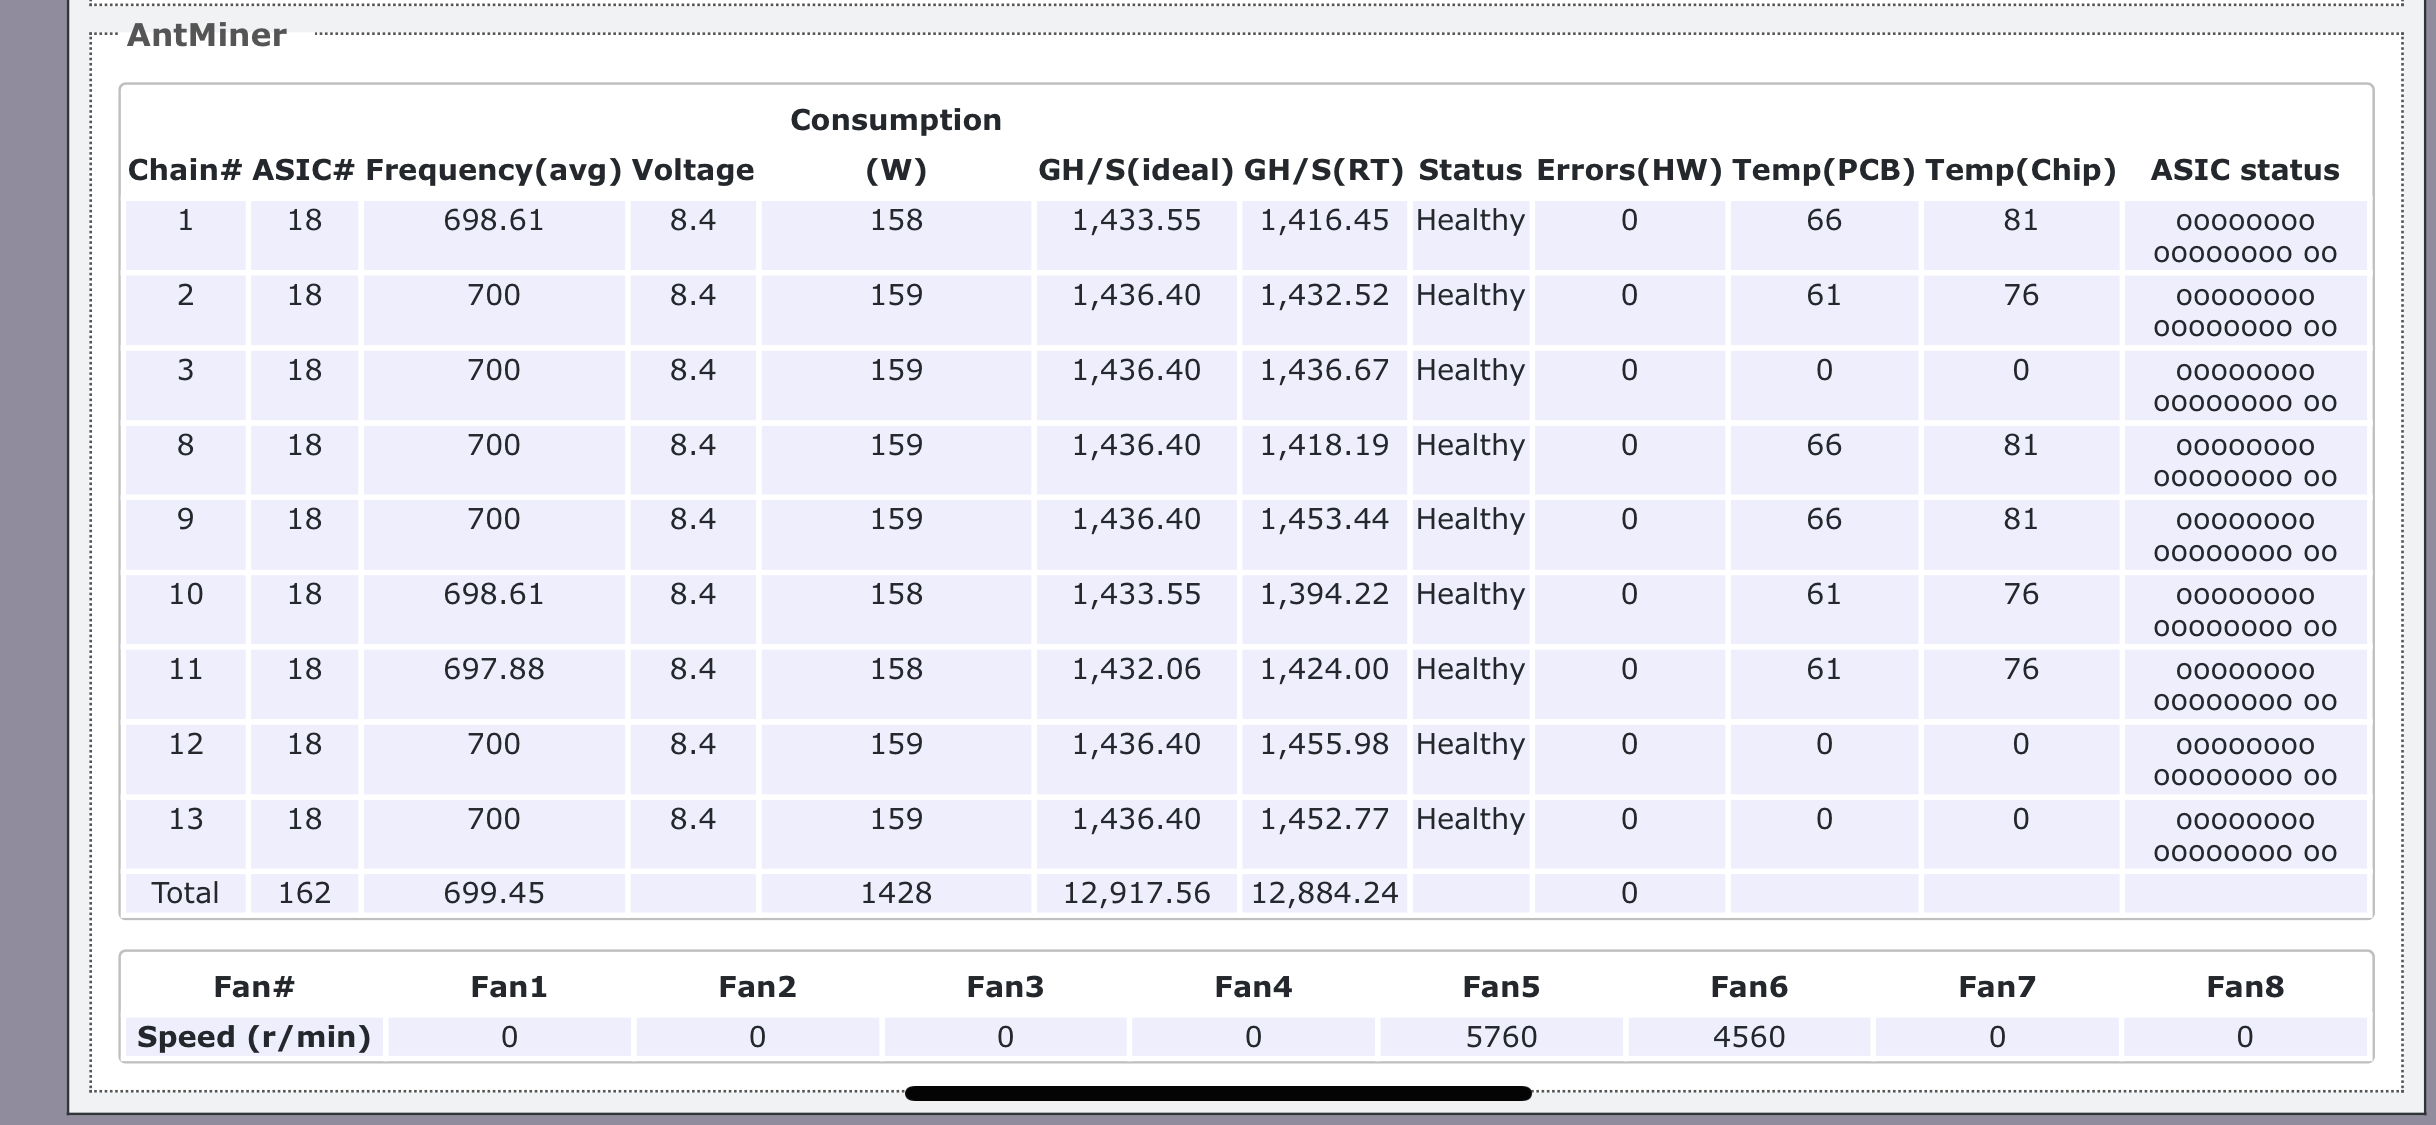 AntMiner
Consumption
Chain# ASIC# Frequency(avg) Voltage (W) GH/S(ideal) GH/S(RT) Status Errors(HW) Temp(PCB) Temp(Chip) ASIC status
1 18 698.61 8.4 158 1,433.55 1,416.45 Healthy 0 66 81 oooooooo
oooooooo oo
2 18 700 8.4 159 1,436.40 1,432.52 Healthy 0 61 76 oooooooo
oooooooo oo
3 18 700 8.4 159 1,436.40 1,436.67 Healthy 0 0 0 oooooooo
oooooooo oo
8 18 700 8.4 159 1,436.40 1,418.19 Healthy 0 66 81 oooooooo
oooooooo oo
9 18 700 8.4 159 1,436.40 1,453.44 Healthy 0 66 81 oooooooo
oooooooo oo
10 18 698.61 8.4 158 1,433.55 1,394.22 Healthy 0 61 76 oooooooo
oooooooo oo
11 18 697.88 8.4 158 1,432.06 1,424.00 Healthy 0 61 76 oooooooo
oooooooo oo
12 18 700 8.4 159 1,436.40 1,455.98 Healthy 0 0 0 oooooooo
oooooooo oo
13 18 700 8.4 159 1,436.40 1,452.77 Healthy 0 0 0 oooooooo
oooooooo oo
Total 162 699.45 1428 12,917.56 12,884.24 0
Fan# Fan1 Fan2 Fan3 Fan4 Fan5 Fan6 Fan7 Fan8
Speed (r/min) 0 0 0 0 5760 4560 0 0